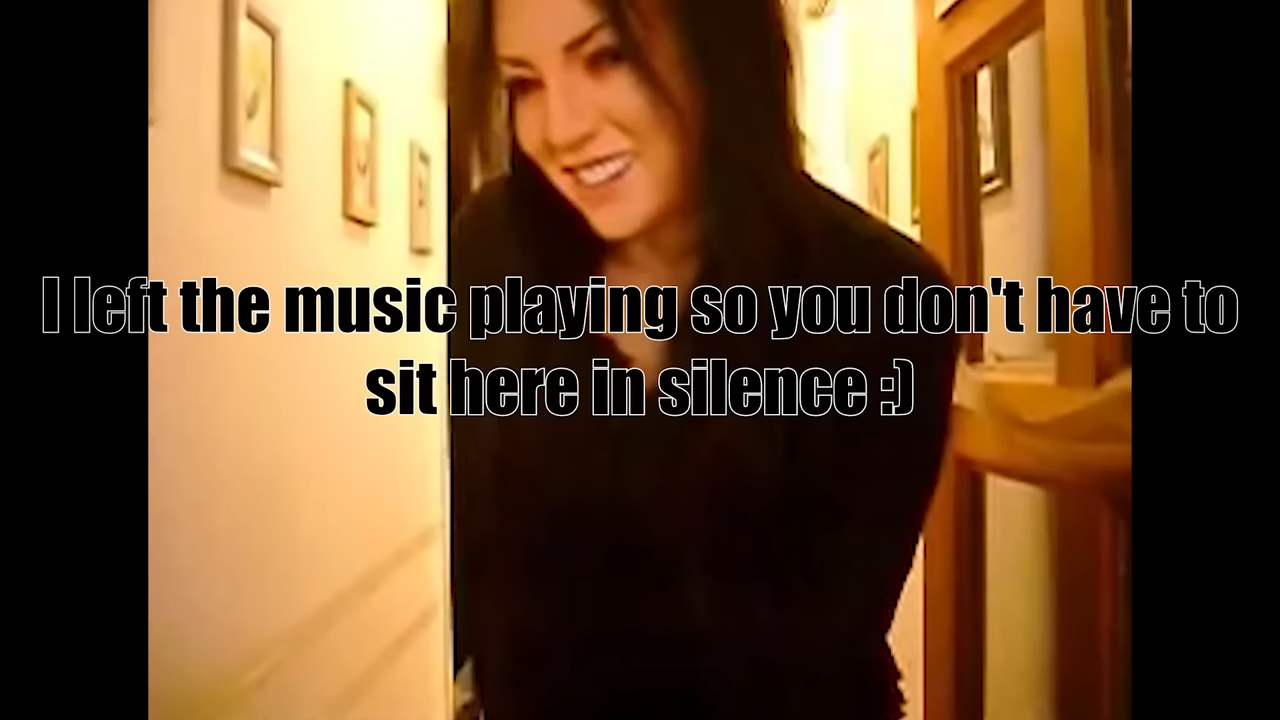 I left the music playing so you don't have to
sit here in silence :)